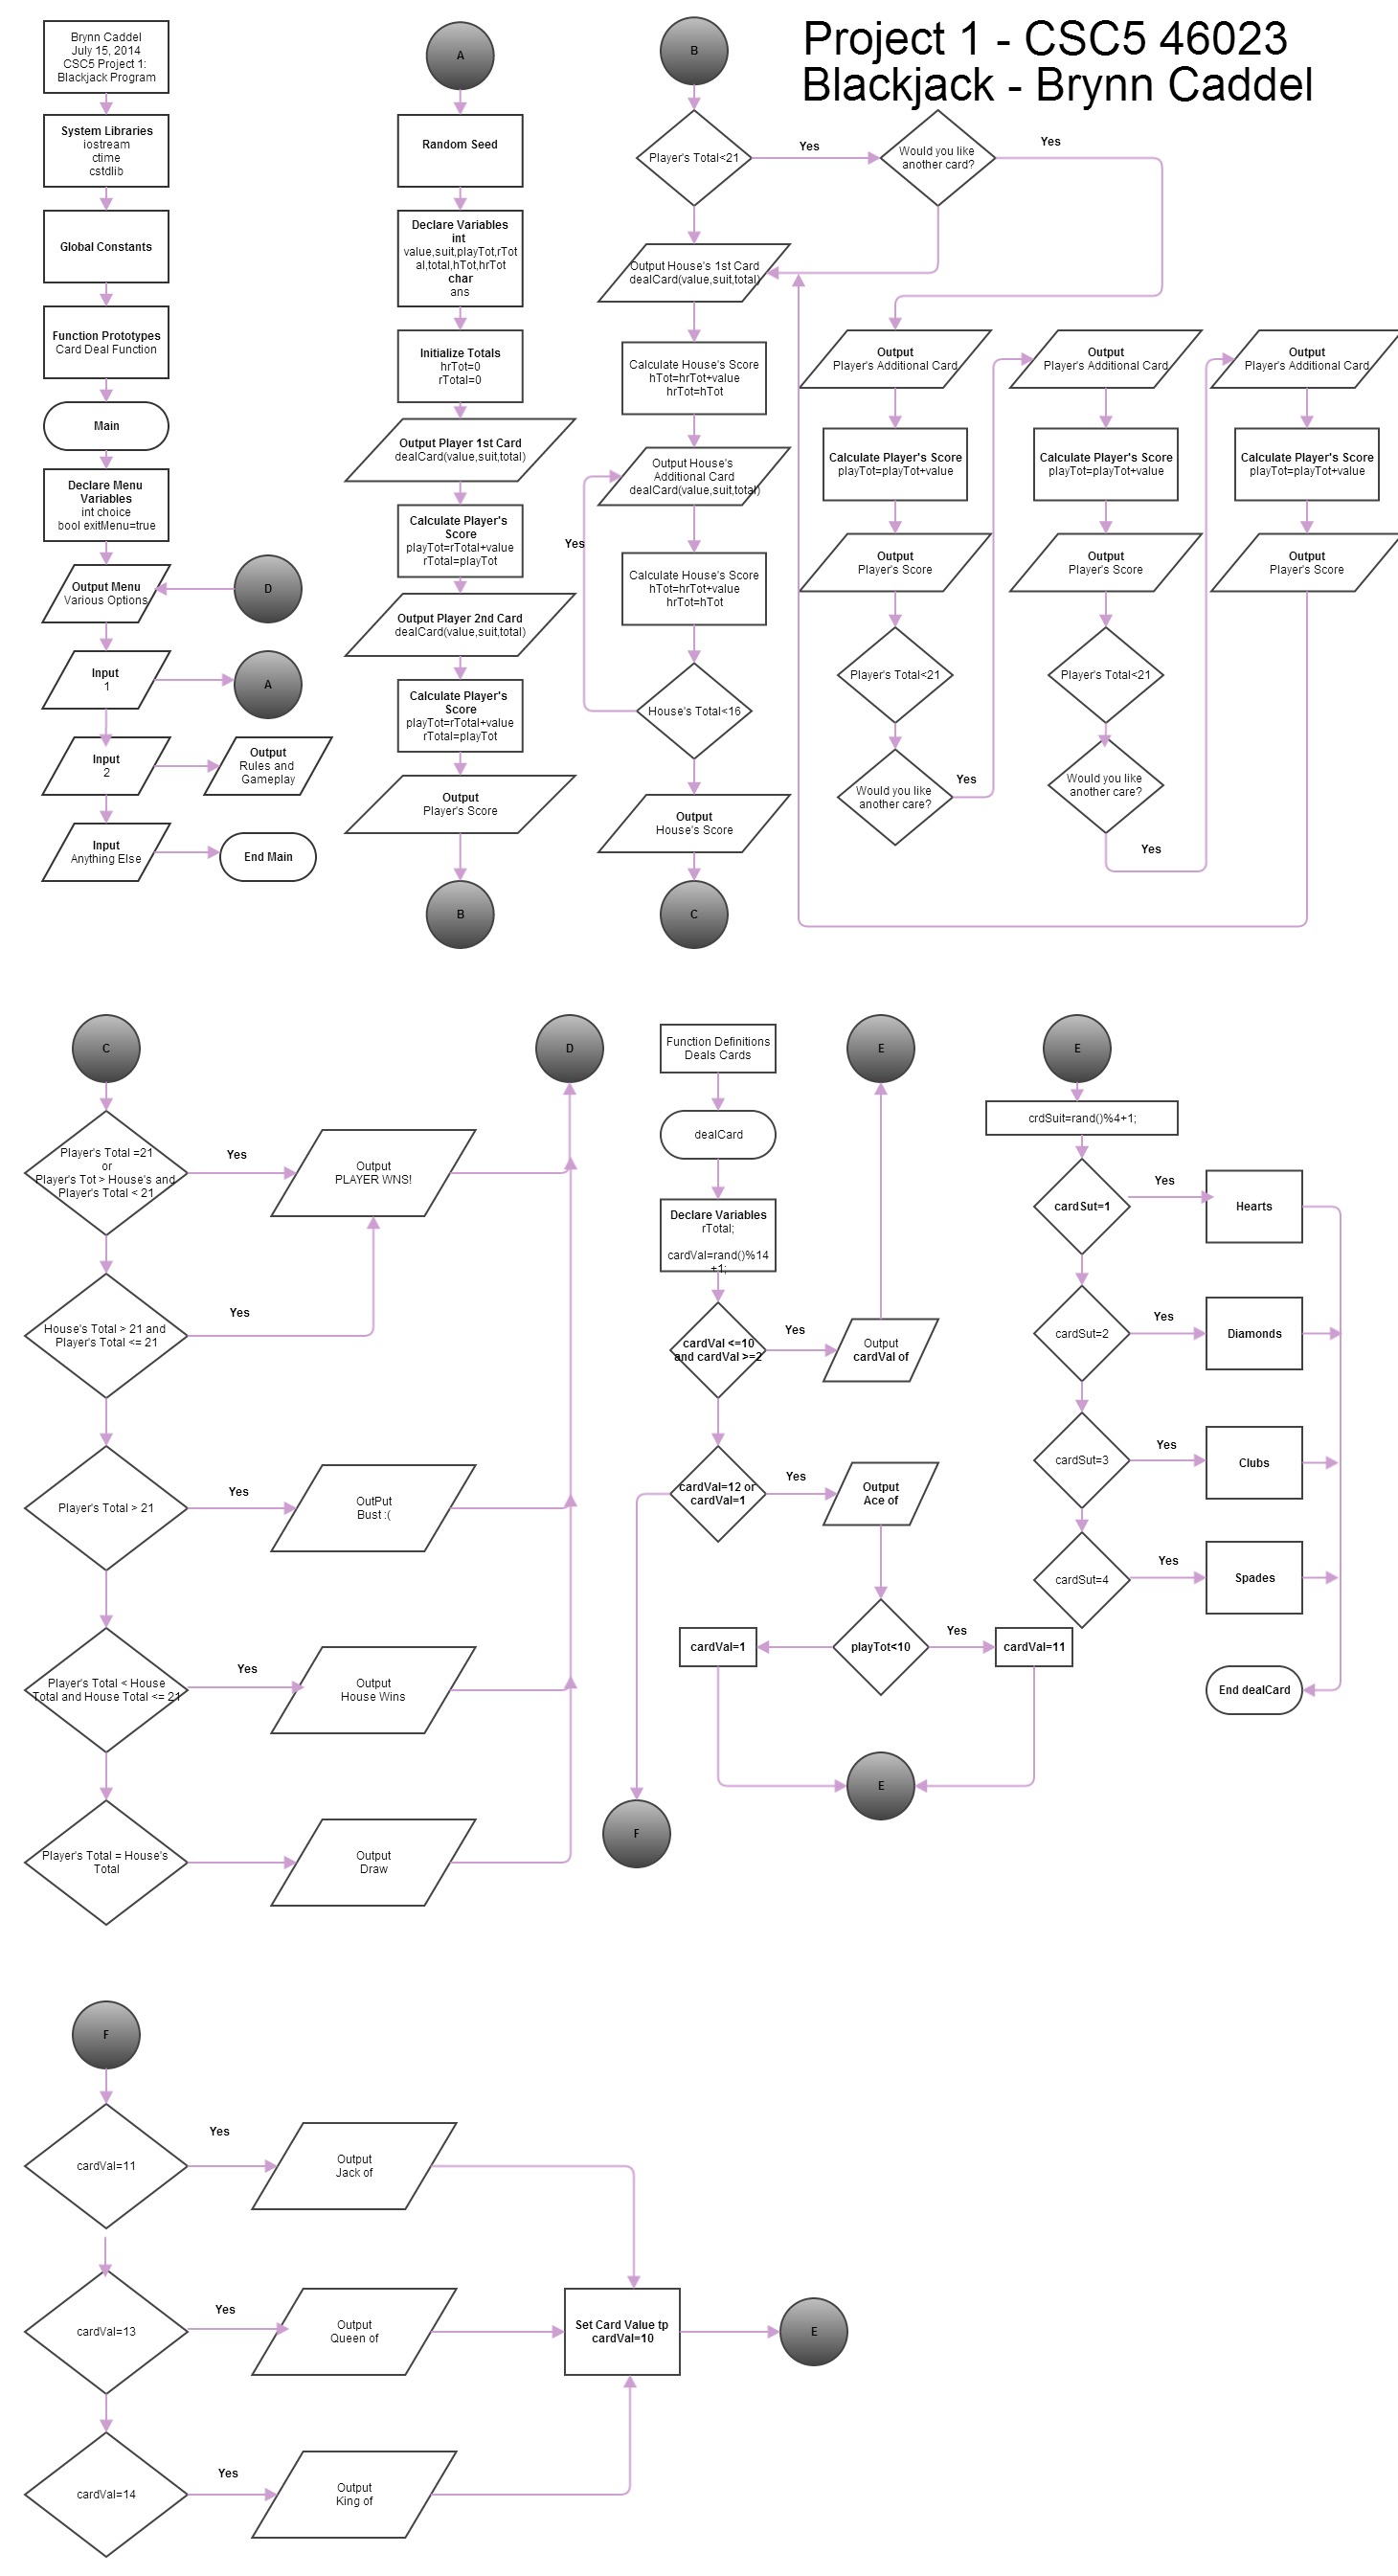 Project 1 - CSC5 46023
Blackjack - Brynn Caddel
Brynn Caddel
July 15, 2014
CSC5 Project 1:
Blackjack Program
System Libraries
iostream
ctime
cstdlib
Global Constants
Function Prototypes
Card Deal Function
Main
Declare Menu
Variables
int choice
bool exitMenu=true
Output Menu
Various Options
D
Input
1
A
Input
2
Output
Rules and
Gameplay
Input
Anything Else
End Main
A
Random Seed
Declare Variables
int
value,suit,playTot,rTot
al,total,hTot,hrTot
char
ans
Initialize Totals
hrTot=0
rTotal=0
Output Player 1st Card
dealCard(value,suit,total)
Calculate Player's
Score
playTot=rTotal+value
rTotal=playTot
Output Player 2nd Card
dealCard(value,suit,total)
Calculate Player's
Score
playTot=rTotal+value
rTotal=playTot
Output
Player's Score
B
B
Player's Total<21
Yes
Would you like
another card?
Yes
Output House's 1st Card
dealCard(value,suit,total)
Calculate House's Score
hTot=hrTot+value
hrTot=hTot
Output House's
Additional Card
dealCard(value,suit,total)
Yes
Calculate House's Score
hTot=hrTot+value
hrTot=hTot
House's Total<16
Output
House's Score
C
Output
Player's Additional Card
Calculate Player's Score
playTot=playTot+value
Output
Player's Score
Player's Total<21
Would you like
another care?
Yes
Output
Player's Additional Card
Calculate Player's Score
playTot=playTot+value
Output
Player's Score
Player's Total<21
Would you like
another care?
Yes
Output
Player's Additional Card
Calculate Player's Score
playTot=playTot+value
Output
Player's Score
C
Player's Total =21
or
Player's Tot > House's and
Player's Total < 21
Yes
Output
PLAYER WNS!
House's Total > 21 and
Player's Total <= 21
Yes
Player's Total > 21
Yes
OutPut
Bust :(
Player's Total < House
Total and House Total <= 21
Yes
Output
House Wins
Player's Total = House's
Total
Output
Draw
D
Function Definitions
Deals Cards
dealCard
Declare Variables
rTotal;
cardVal=rand()%14
+1;
cardVal <=10
and cardVal >=2
Yes
Output
cardVal of
E
cardVal=12 or
cardVal=1
Yes
Output
Ace of
playTot<10
Yes
cardVal=1
cardVal=11
E
F
E
crdSuit=rand()%4+1;
cardSut=1
Yes
Hearts
cardSut=2
Yes
Diamonds
cardSut=3
Yes
Clubs
cardSut=4
Yes
Spades
End dealCard
F
cardVal=11
Yes
Output
Jack of
cardVal=13
Yes
Output
Queen of
cardVal=14
Yes
Output
King of
Set Card Value tp
cardVal=10
E